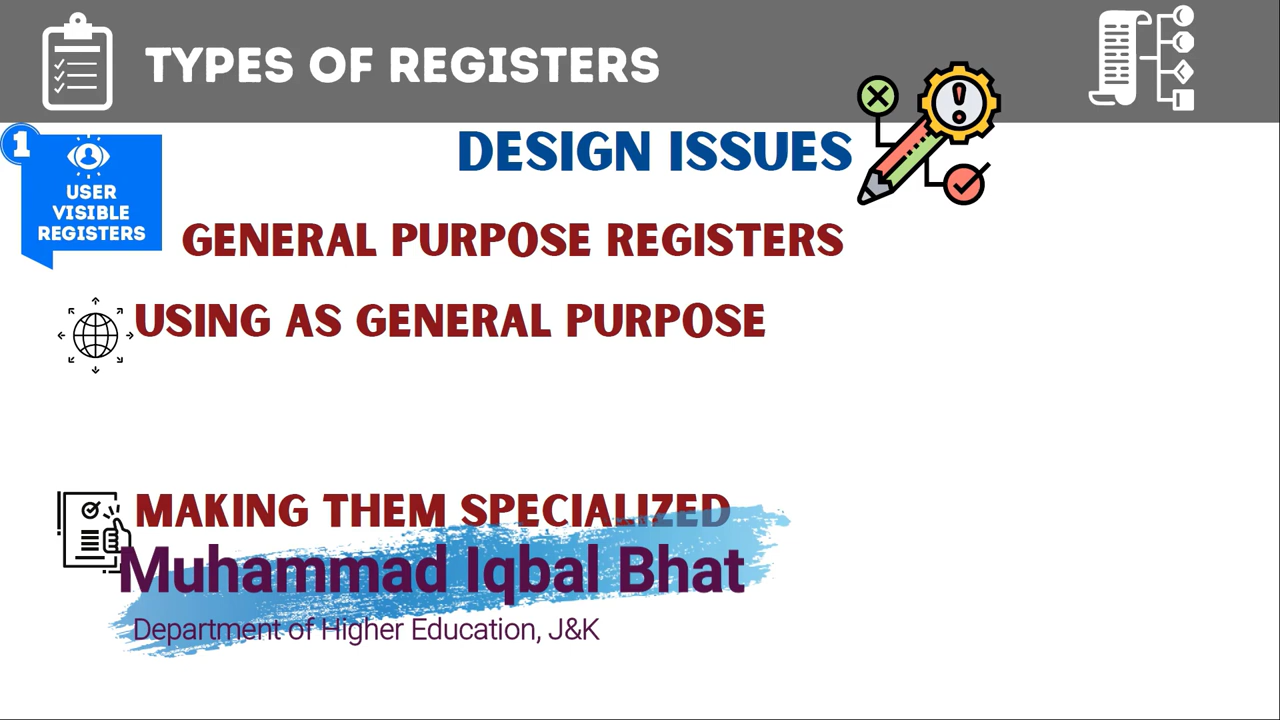 TYPES OF REGISTERS
1
USER
VISIBLE
REGISTERS
DESIGN ISSUES
GENERAL PURPOSE REGISTERS
USING AS GENERAL PURPOSE
MAKING THEM SPECIALIZED
Muhammad Iqbal Bhat
Department of Higher Education, J&K